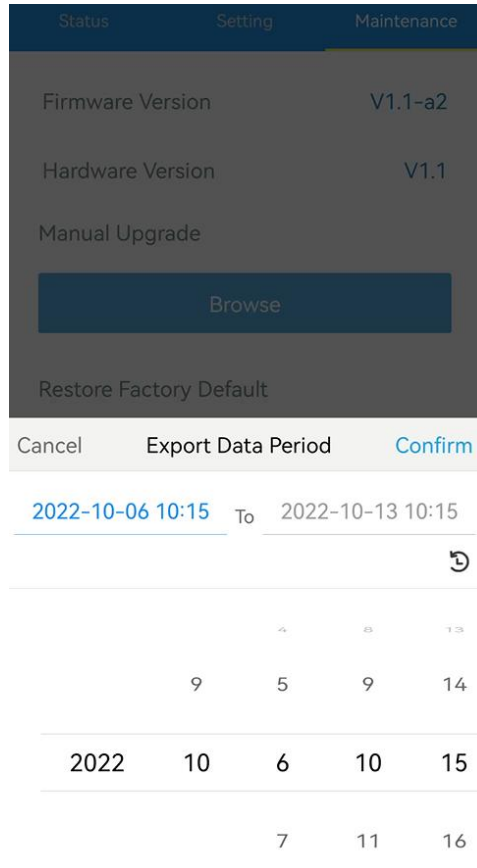 Status Setting Maintenance
Firmware Version V1.1-a2
Hardware Version V1.1
Manual Upgrade
Browse
Restore Factory Default
Cancel Export Data Period Confirm
2022-10-06 10:15 To 2022-10-13 10:15
4 8 13
9 5 9 14
2022 10 6 10 15
7 11 16